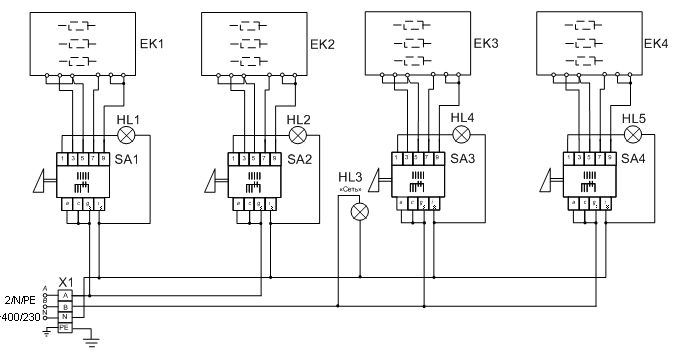 EK1 EK2 EK3 EK4
HL1 HL2 HL4 HL5
1 3 5 7 9 SA1 1 3 5 7 9 SA2 1 3 5 7 9 SA3 1 3 5 7 9 SA4
HL3
«Сеть»
X1
A A
2/N/PE B B
~400/230 N N
PE